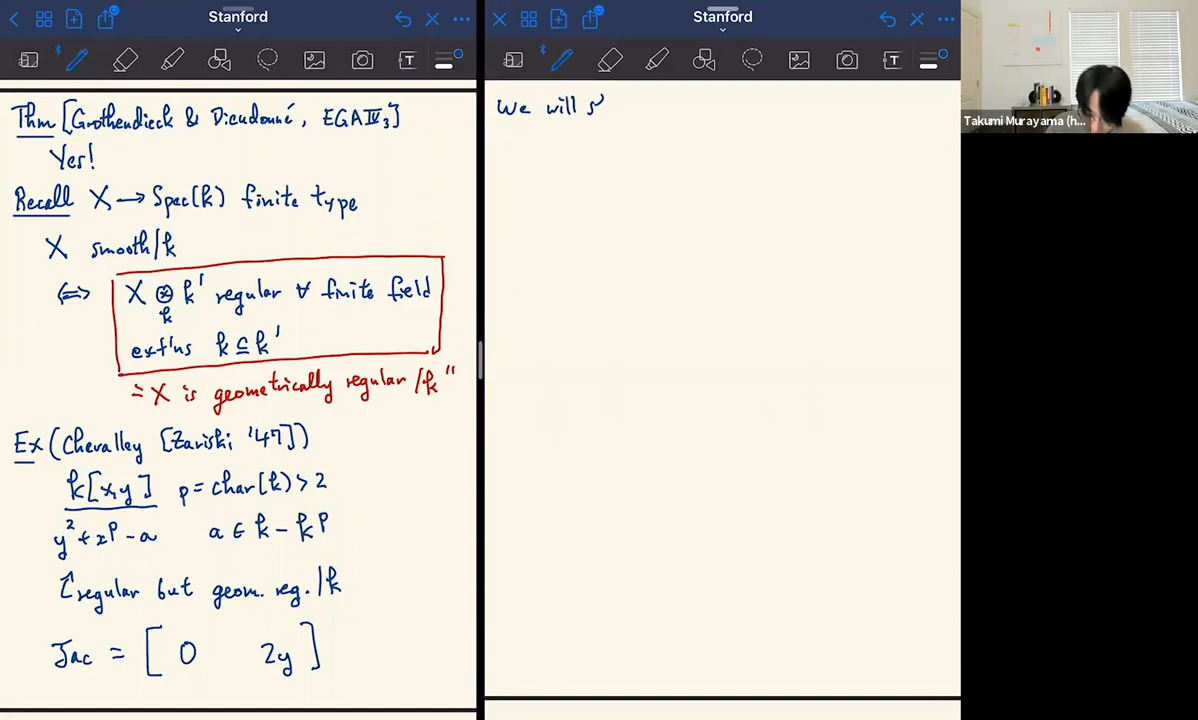 Stanford
Thm [Grothendieck & Dieudonné, EGA IV₃]
Yes!
Recall X → Spec(k) finite type
X smooth/k
⇔ X ⊗ k' regular ∀ finite field
k
ext'ns k ⊆ k'
= X is geometrically regular /k"
Ex (Chevalley [Zariski '47])
k[x,y] p = char(k) > 2
y² + xᵖ - a a ∈ k - kᵖ
regular but geom. reg. /k
Jac = [ 0 2y ]
Stanford
We will s
Takumi Murayama (h...